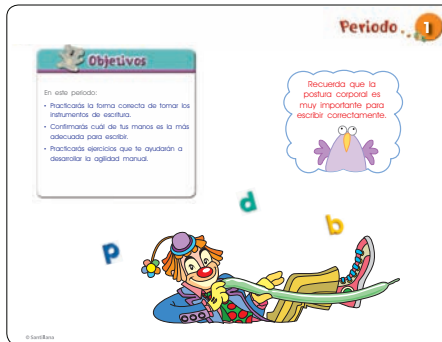 Periodo 1
Objetivos
En este periodo:
• Practicarás la forma correcta de tomar los
instrumentos de escritura.
• Confirmarás cuál de tus manos es la más
adecuada para escribir.
• Practicarás ejercicios que te ayudarán a
desarrollar la agilidad manual.
Recuerda que la
postura corporal es
muy importante para
escribir correctamente.
d
b
p
© Santillana